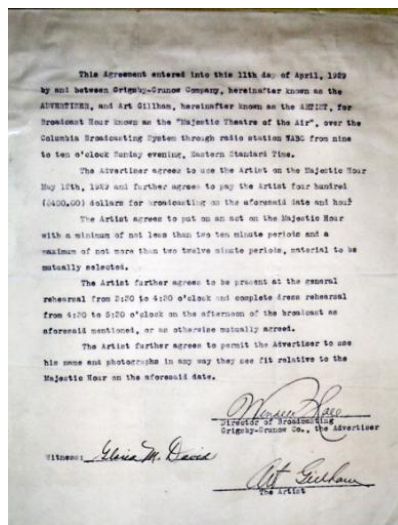 This Agreement entered into this 11th day of April, 1929
by and between Grigsby-Grunow Company, hereinafter known as the
ADVERTISER, and Art Gillham, hereinafter known as the ARTIST, for
Broadcast Hour known as the "Majestic Theatre of the Air", over the
Columbia Broadcasting System through radio station WABC from nine
to ten o'clock Sunday evening, Eastern Standard Time.
The Advertiser agrees to use the Artist on the Majestic Hour
May 12th, 1929 and further agrees to pay the Artist four hundred
($400.00) dollars for broadcasting on the aforesaid date and hour
The Artist agrees to put on an act on the Majestic Hour
with a minimum of not less than two ten minute periods and a
maximum of not more than two twelve minute periods, material to be
mutually selected.
The Artist further agrees to be present at the general
rehearsal from 2:20 to 4:20 o'clock and complete dress rehearsal
from 4:20 to 5:20 o'clock on the afternoon of the broadcast as
aforesaid mentioned, or as otherwise mutually agreed.
The Artist further agrees to permit the Advertiser to use
his name and photographs in any way they see fit relative to the
Majestic Hour on the aforesaid date.
Wendell Hall
Director of Broadcasting
Grigsby-Grunow Co., the Advertiser
Witness: Gloria M. David
Art Gillham
The Artist